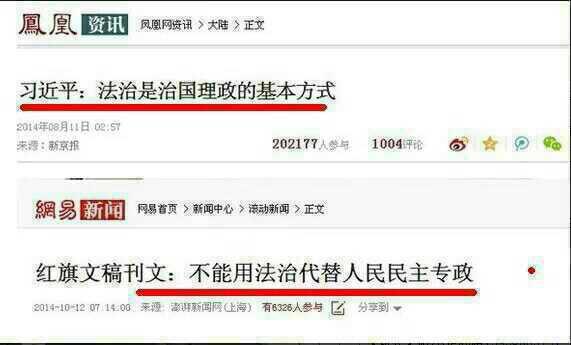 鳳凰 资讯 凤凰网资讯 > 大陆 > 正文
习近平：法治是治国理政的基本方式
2014年08月11日 02:57
来源：新京报 202177人参与 1004评论
網易 新闻 网易首页 > 新闻中心 > 滚动新闻 > 正文
红旗文稿刊文：不能用法治代替人民民主专政
2014-10-12 07:14:00 来源: 澎湃新闻网(上海) 有6326人参与 分享到